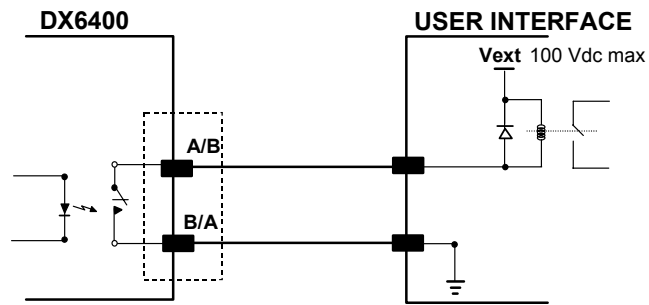 DX6400
USER INTERFACE
Vext 100 Vdc max
A/B
B/A